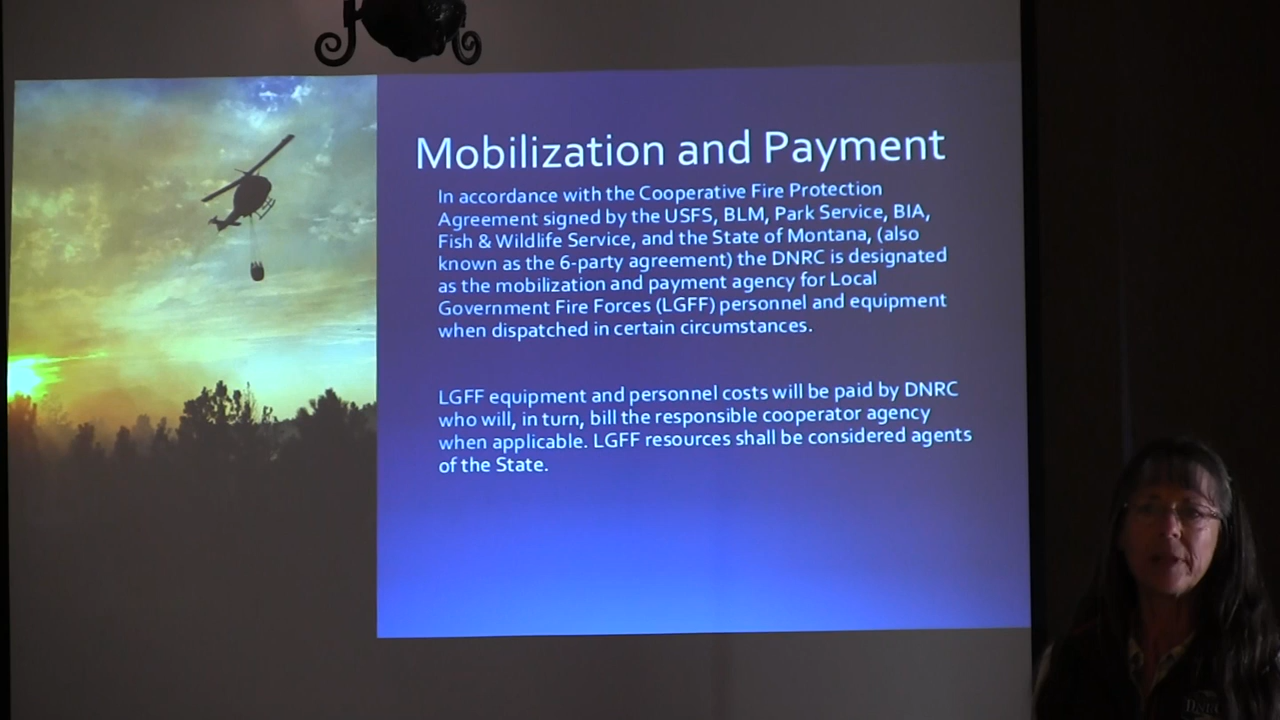 Mobilization and Payment
In accordance with the Cooperative Fire Protection
Agreement signed by the USFS, BLM, Park Service, BIA,
Fish & Wildlife Service, and the State of Montana, (also
known as the 6-party agreement) the DNRC is designated
as the mobilization and payment agency for Local
Government Fire Forces (LGFF) personnel and equipment
when dispatched in certain circumstances.
LGFF equipment and personnel costs will be paid by DNRC
who will, in turn, bill the responsible cooperator agency
when applicable. LGFF resources shall be considered agents
of the State.